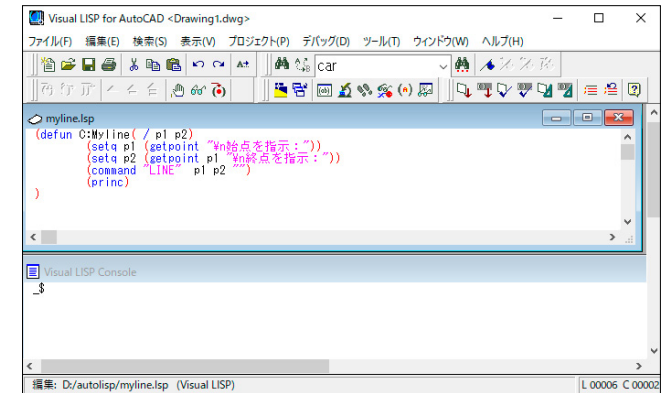 Visual LISP for AutoCAD <Drawing1.dwg>
ファイル(F) 編集(E) 検索(S) 表示(V) プロジェクト(P) デバッグ(D) ツール(T) ウィンドウ(W) ヘルプ(H)
car
myline.lsp
(defun C:Myline( / p1 p2)
(setq p1 (getpoint "¥n始点を指示:"))
(setq p2 (getpoint p1 "¥n終点を指示:"))
(command "LINE" p1 p2 "")
(princ)
)
Visual LISP Console
_$
編集: D:/autolisp/myline.lsp (Visual LISP) L 00006 C 00002